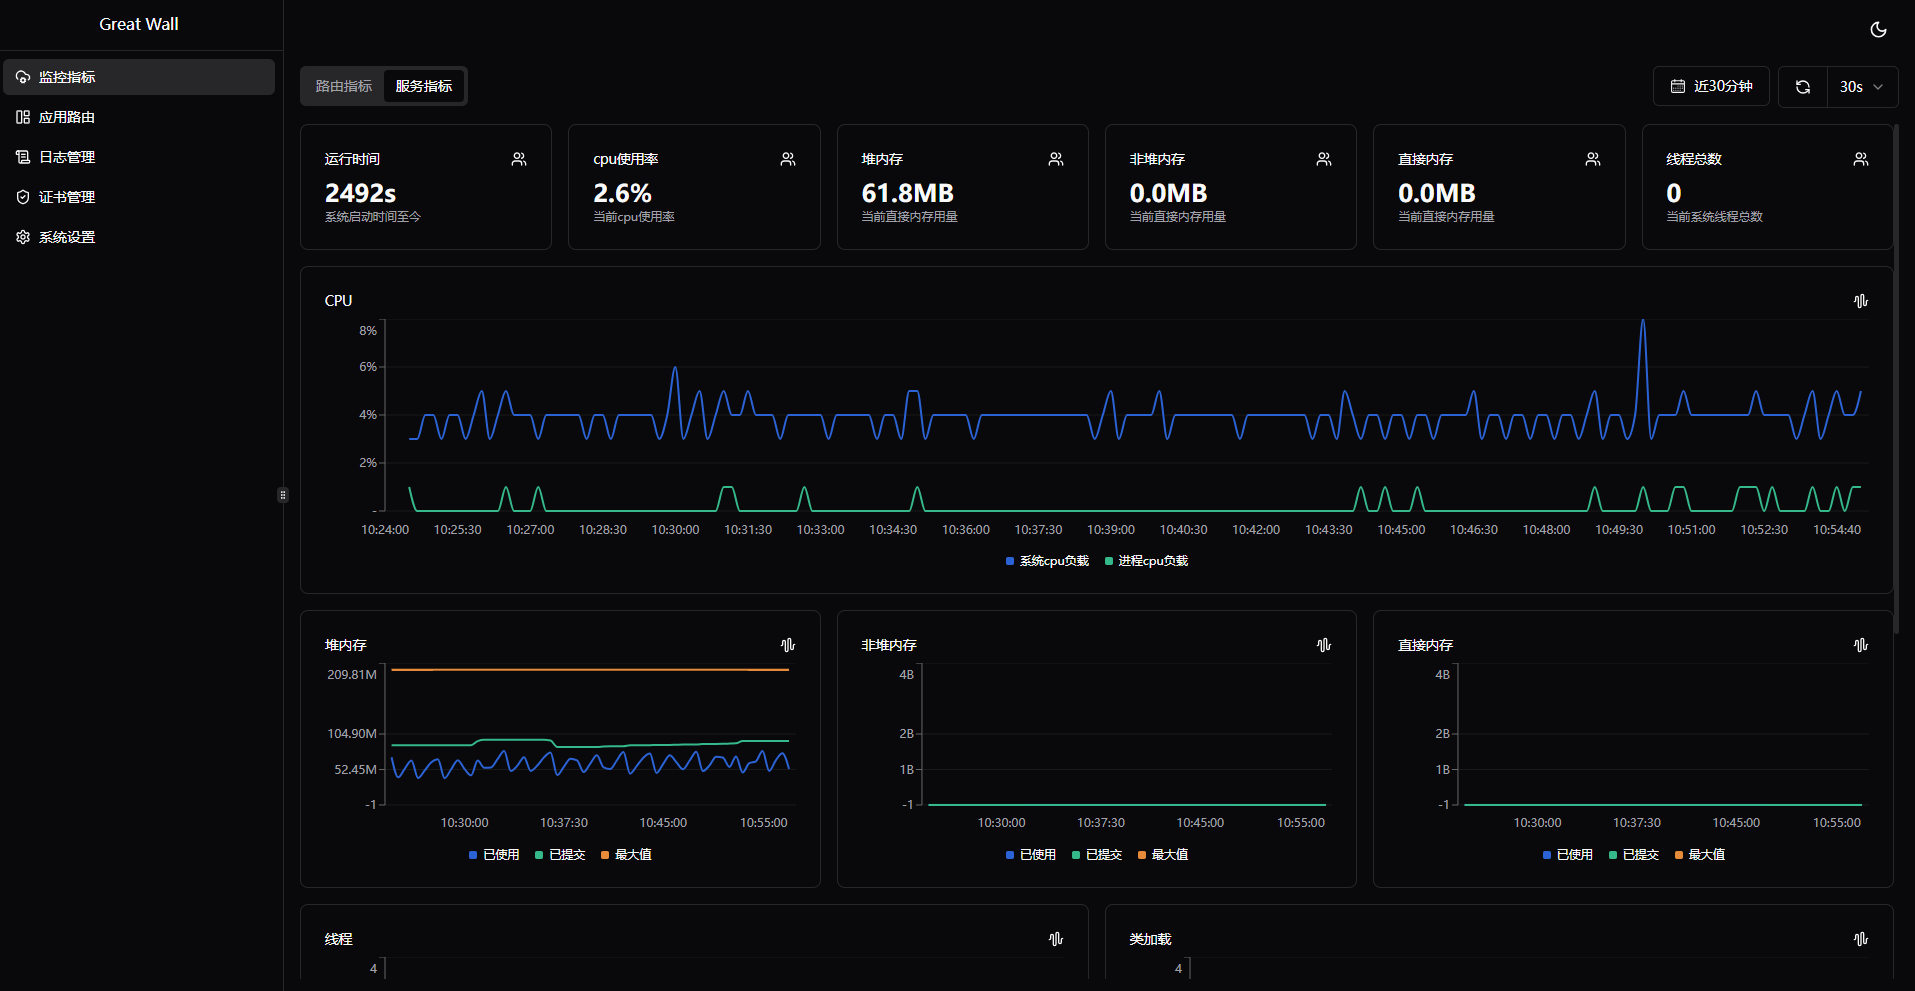 Great Wall
监控指标
应用路由
日志管理
证书管理
系统设置
路由指标 服务指标
近30分钟 30s
运行时间
2492s
系统启动时间至今
cpu使用率
2.6%
当前cpu使用率
堆内存
61.8MB
当前直接内存用量
非堆内存
0.0MB
当前直接内存用量
直接内存
0.0MB
当前直接内存用量
线程总数
0
当前系统线程总数
CPU
8%
6%
4%
2%
-
10:24:00 10:25:30 10:27:00 10:28:30 10:30:00 10:31:30 10:33:00 10:34:30 10:36:00 10:37:30 10:39:00 10:40:30 10:42:00 10:43:30 10:45:00 10:46:30 10:48:00 10:49:30 10:51:00 10:52:30 10:54:40
系统cpu负载 进程cpu负载
堆内存
209.81M
104.90M
52.45M
-1
10:30:00 10:37:30 10:45:00 10:55:00
已使用 已提交 最大值
非堆内存
4B
2B
1B
-1
10:30:00 10:37:30 10:45:00 10:55:00
已使用 已提交 最大值
直接内存
4B
2B
1B
-1
10:30:00 10:37:30 10:45:00 10:55:00
已使用 已提交 最大值
线程
4
类加载
4